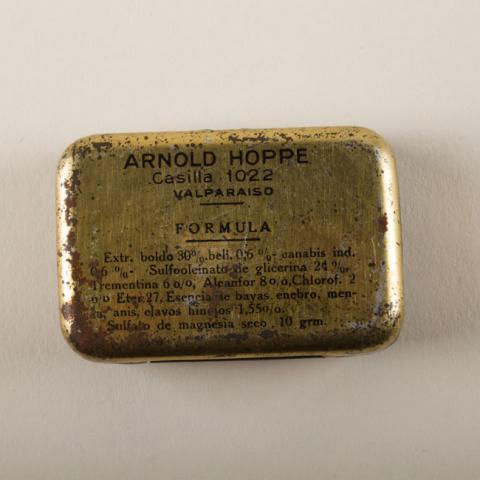 ARNOLD HOPPE
Casilla 1022
VALPARAISO
FORMULA
Extr. boldo 30%. bell. 0,6 %- canabis ind.
0,6 %- Sulfooleinato de glicerina 24 %,
Trementina 6 o/o, Alcanfor 8 o/o, Chlorof. 2
o/o Eter 27, Esencia de bayas enebro, men-
ta, anis, clavos hinojos 1,55o/o.
Sulfato de magnesia seco 10 grm.